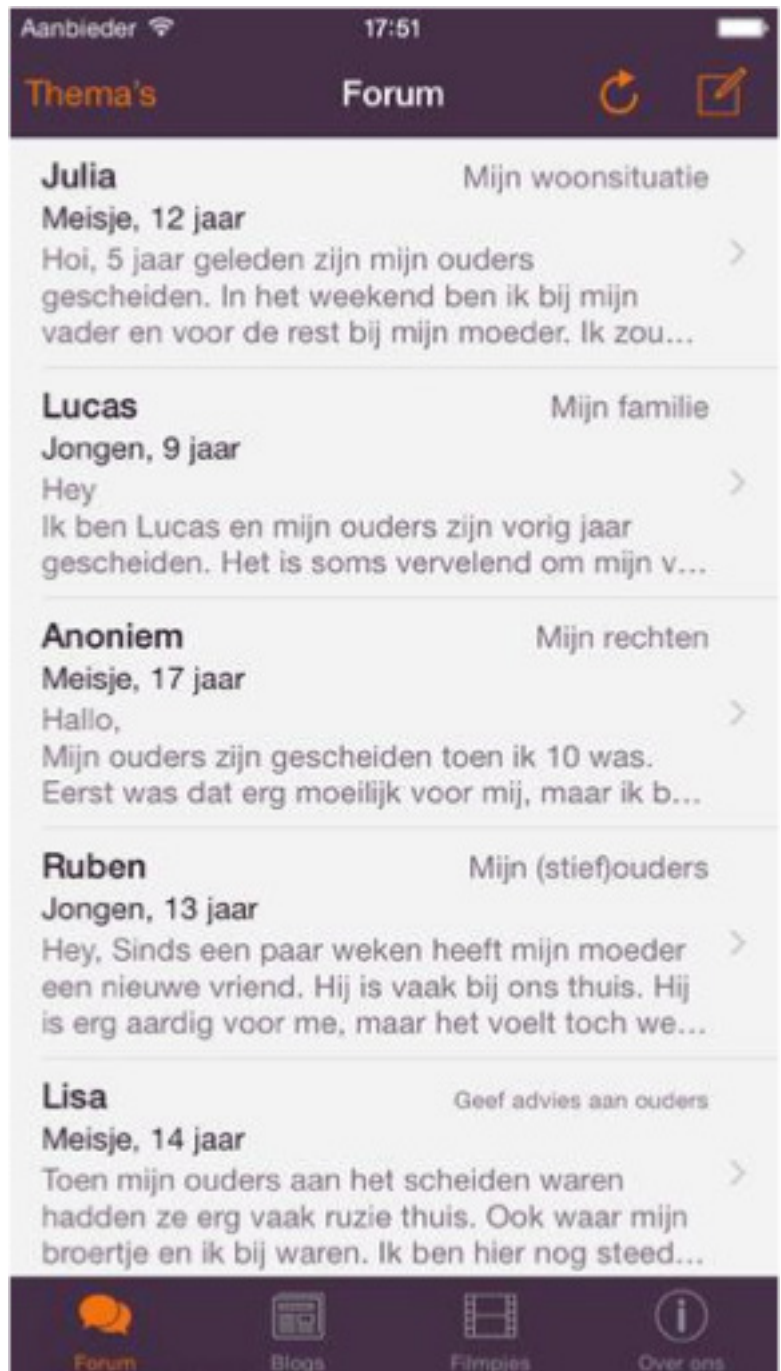 Aanbieder 17:51
Thema's Forum
Julia Mijn woonsituatie
Meisje, 12 jaar
Hoi, 5 jaar geleden zijn mijn ouders
gescheiden. In het weekend ben ik bij mijn
vader en voor de rest bij mijn moeder. Ik zou...
Lucas Mijn familie
Jongen, 9 jaar
Hey
Ik ben Lucas en mijn ouders zijn vorig jaar
gescheiden. Het is soms vervelend om mijn v...
Anoniem Mijn rechten
Meisje, 17 jaar
Hallo,
Mijn ouders zijn gescheiden toen ik 10 was.
Eerst was dat erg moeilijk voor mij, maar ik b...
Ruben Mijn (stief)ouders
Jongen, 13 jaar
Hey, Sinds een paar weken heeft mijn moeder
een nieuwe vriend. Hij is vaak bij ons thuis. Hij
is erg aardig voor me, maar het voelt toch we...
Lisa Geef advies aan ouders
Meisje, 14 jaar
Toen mijn ouders aan het scheiden waren
hadden ze erg vaak ruzie thuis. Ook waar mijn
broertje en ik bij waren. Ik ben hier nog steed...
Forum Blogs Filmpjes Over ons